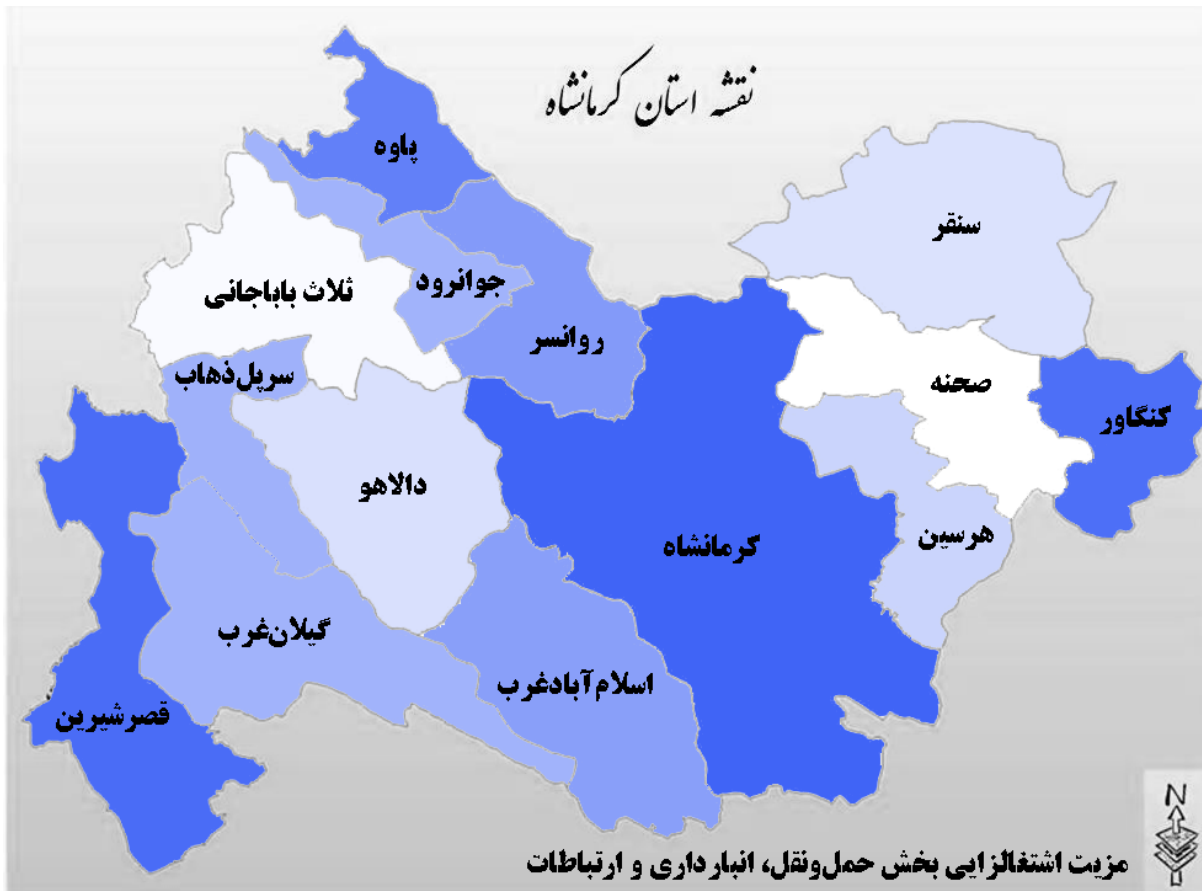 نقشه استان کرمانشاه
پاوه
سنقر
جوانرود
ثلاث باباجانی
روانسر
سرپل‌ذهاب
صحنه
کنگاور
دالاهو
هرسین
کرمانشاه
گیلان‌غرب
اسلام‌آبادغرب
قصرشیرین
N
مزیت اشتغالزایی بخش حمل‌ونقل، انبارداری و ارتباطات